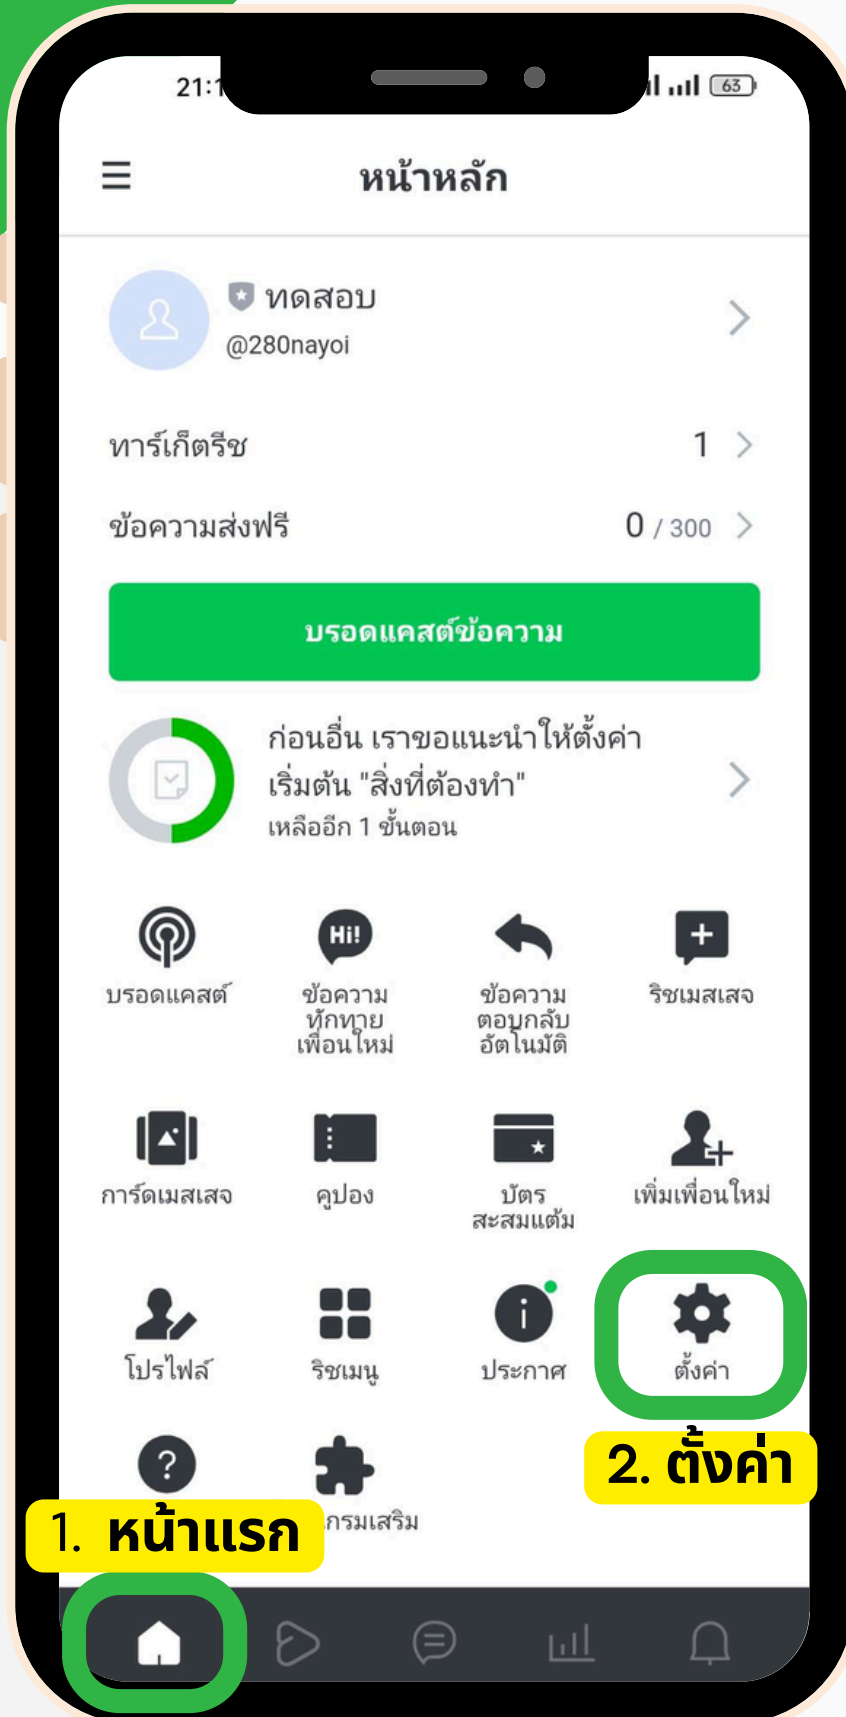 63
หน้าหลัก
ทดสอบ
@280nayoi
ทาร์เก็ตรีช 1
ข้อความส่งฟรี 0 / 300
บรอดแคสต์ข้อความ
ก่อนอื่น เราขอแนะนำให้ตั้งค่า
เริ่มต้น "สิ่งที่ต้องทำ"
เหลืออีก 1 ขั้นตอน
Hi!
บรอดแคสต์
ข้อความ
ทักทาย
เพื่อนใหม่
ข้อความ
ตอบกลับ
อัตโนมัติ
ริชเมสเสจ
การ์ดเมสเสจ
คูปอง
บัตร
สะสมแต้ม
เพิ่มเพื่อนใหม่
โปรไฟล์
ริชเมนู
ประกาศ
ตั้งค่า
2. ตั้งค่า
1. หน้าแรก